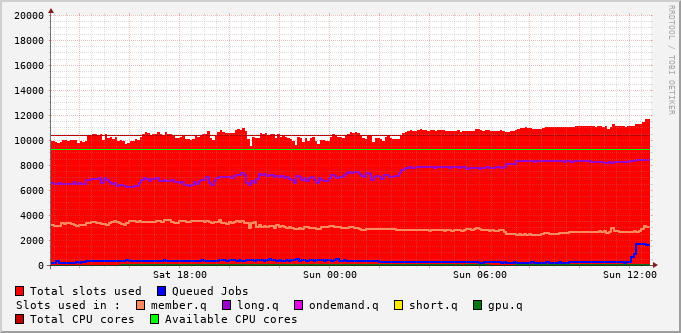 RRDTOOL / TOBI OETIKER
20000
18000
16000
14000
12000
10000
8000
6000
4000
2000
0
Sat 18:00 Sun 00:00 Sun 06:00 Sun 12:00
Total slots used Queued Jobs
Slots used in : member.q long.q ondemand.q short.q gpu.q
Total CPU cores Available CPU cores